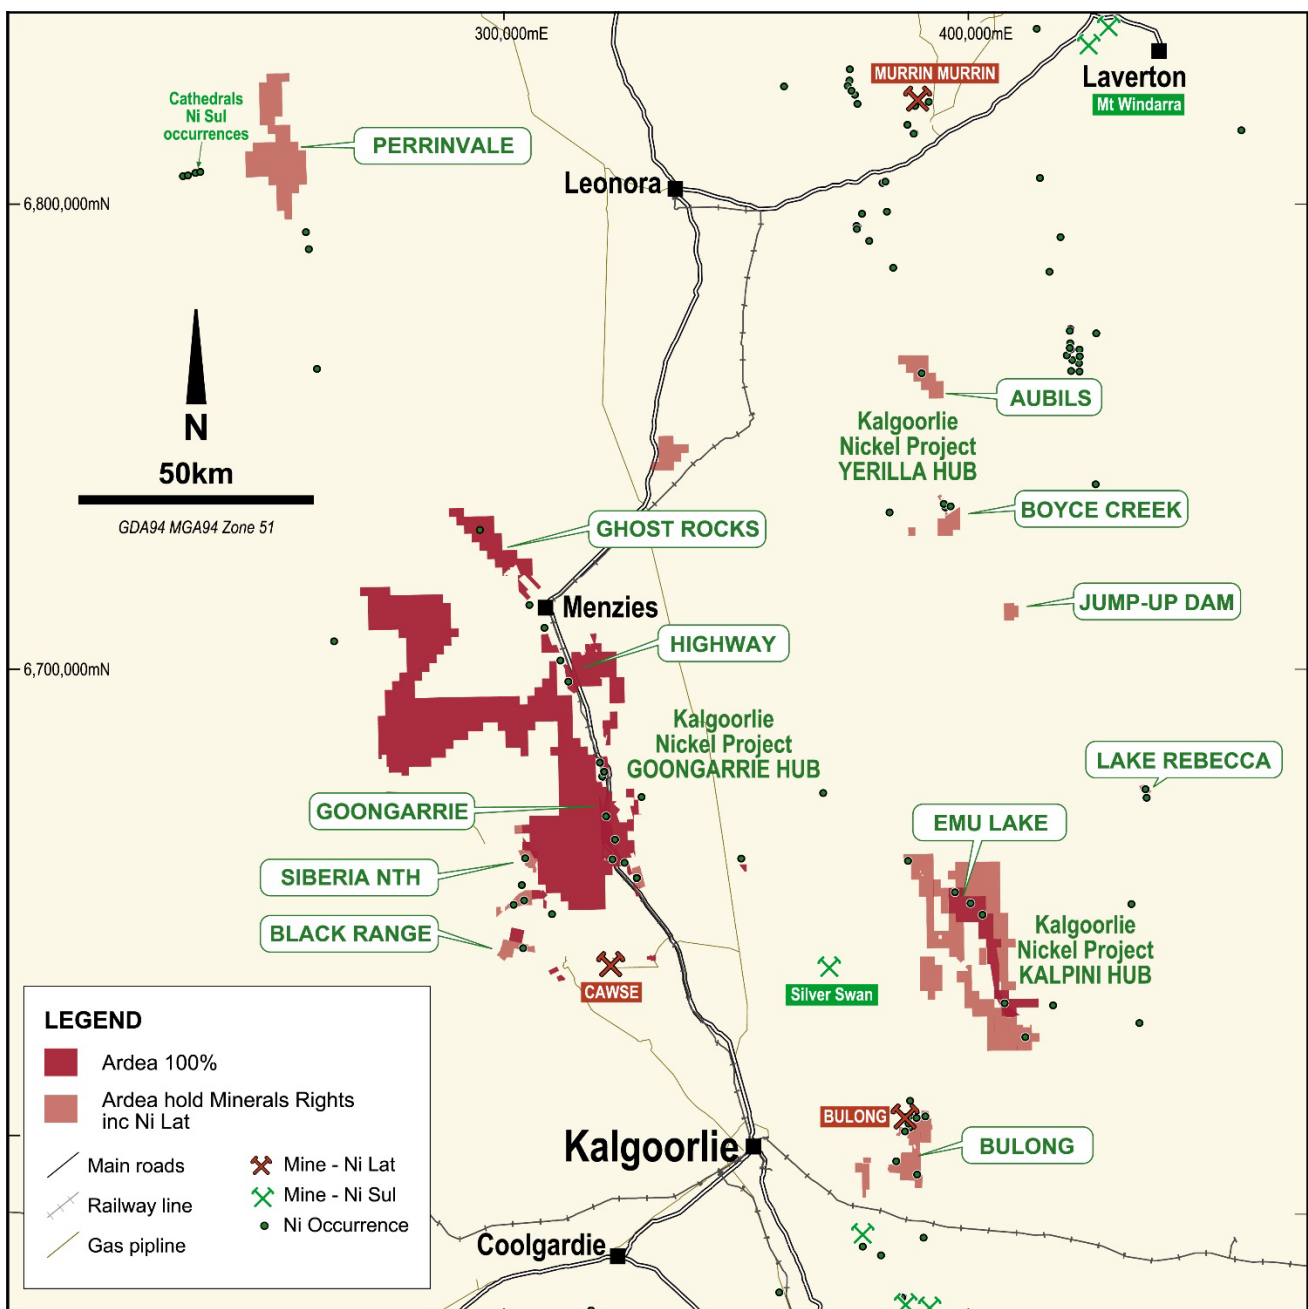 300,000mE
400,000mE
MURRIN MURRIN
Laverton
Mt Windarra
Cathedrals
Ni Sul
occurrences
PERRINVALE
Leonora
6,800,000mN
N
50km
GDA94 MGA94 Zone 51
AUBILS
Kalgoorlie
Nickel Project
YERILLA HUB
BOYCE CREEK
GHOST ROCKS
JUMP-UP DAM
Menzies
HIGHWAY
6,700,000mN
Kalgoorlie
Nickel Project
GOONGARRIE HUB
LAKE REBECCA
GOONGARRIE
EMU LAKE
SIBERIA NTH
BLACK RANGE
Kalgoorlie
Nickel Project
KALPINI HUB
CAWSE
Silver Swan
LEGEND
Ardea 100%
Ardea hold Minerals Rights
inc Ni Lat
Main roads
Mine - Ni Lat
Railway line
Mine - Ni Sul
Gas pipline
Ni Occurrence
BULONG
BULONG
Kalgoorlie
Coolgardie